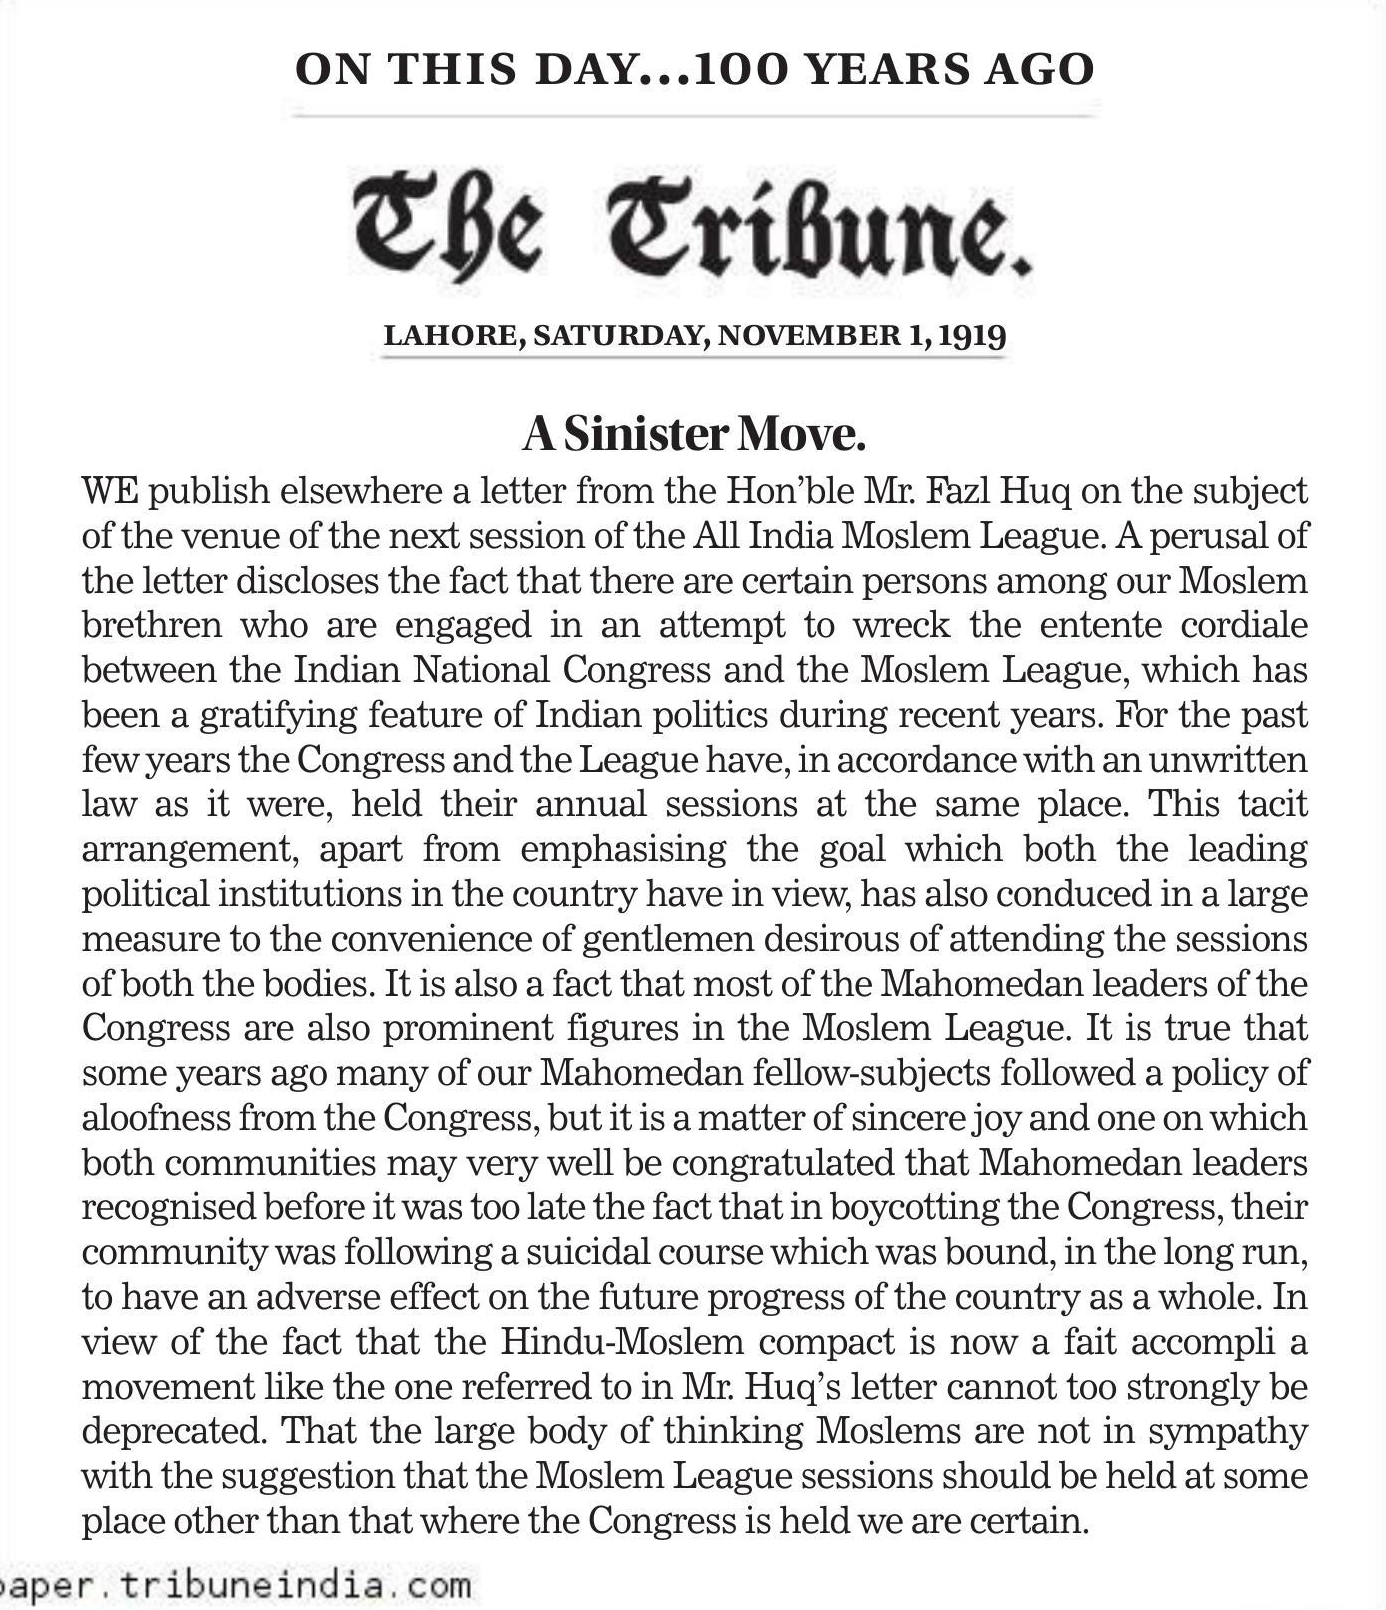 ON THIS DAY...100 YEARS AGO
The Tribune.
LAHORE, SATURDAY, NOVEMBER 1, 1919
A Sinister Move.
WE publish elsewhere a letter from the Hon'ble Mr. Fazl Huq on the subject
of the venue of the next session of the All India Moslem League. A perusal of
the letter discloses the fact that there are certain persons among our Moslem
brethren who are engaged in an attempt to wreck the entente cordiale
between the Indian National Congress and the Moslem League, which has
been a gratifying feature of Indian politics during recent years. For the past
few years the Congress and the League have, in accordance with an unwritten
law as it were, held their annual sessions at the same place. This tacit
arrangement, apart from emphasising the goal which both the leading
political institutions in the country have in view, has also conduced in a large
measure to the convenience of gentlemen desirous of attending the sessions
of both the bodies. It is also a fact that most of the Mahomedan leaders of the
Congress are also prominent figures in the Moslem League. It is true that
some years ago many of our Mahomedan fellow-subjects followed a policy of
aloofness from the Congress, but it is a matter of sincere joy and one on which
both communities may very well be congratulated that Mahomedan leaders
recognised before it was too late the fact that in boycotting the Congress, their
community was following a suicidal course which was bound, in the long run,
to have an adverse effect on the future progress of the country as a whole. In
view of the fact that the Hindu-Moslem compact is now a fait accompli a
movement like the one referred to in Mr. Huq's letter cannot too strongly be
deprecated. That the large body of thinking Moslems are not in sympathy
with the suggestion that the Moslem League sessions should be held at some
place other than that where the Congress is held we are certain.
paper.tribuneindia.com